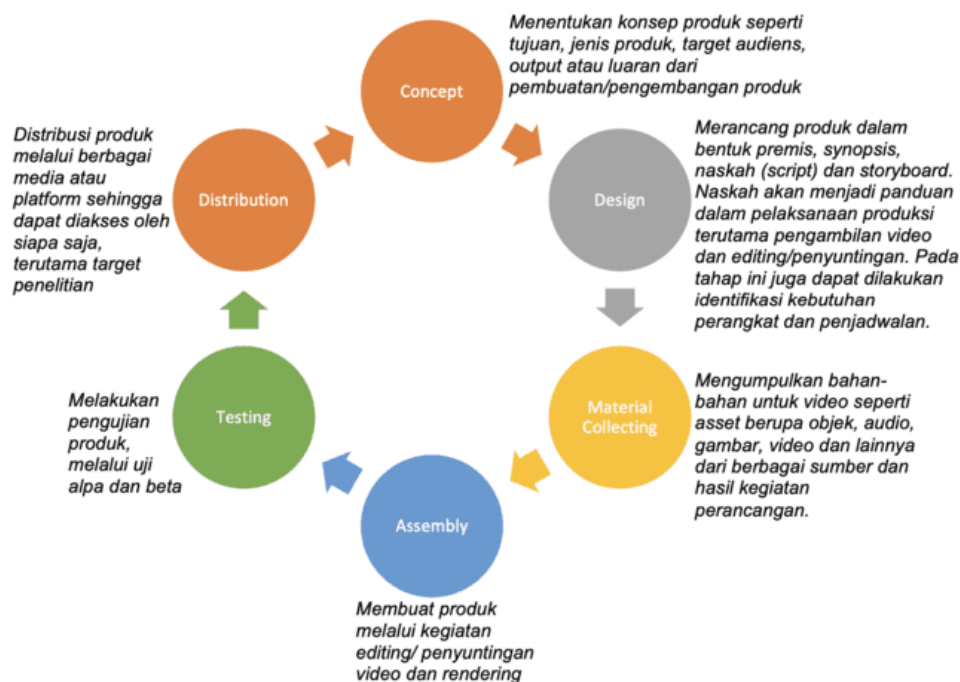 Concept
Menentukan konsep produk seperti
tujuan, jenis produk, target audiens,
output atau luaran dari
pembuatan/pengembangan produk
Design
Merancang produk dalam
bentuk premis, synopsis,
naskah (script) dan storyboard.
Naskah akan menjadi panduan
dalam pelaksanaan produksi
terutama pengambilan video
dan editing/penyuntingan. Pada
tahap ini juga dapat dilakukan
identifikasi kebutuhan
perangkat dan penjadwalan.
Material
Collecting
Mengumpulkan bahan-
bahan untuk video seperti
asset berupa objek, audio,
gambar, video dan lainnya
dari berbagai sumber dan
hasil kegiatan
perancangan.
Assembly
Membuat produk
melalui kegiatan
editing/ penyuntingan
video dan rendering
Testing
Melakukan
pengujian
produk,
melalui uji
alpa dan beta
Distribution
Distribusi produk
melalui berbagai
media atau
platform sehingga
dapat diakses oleh
siapa saja,
terutama target
penelitian